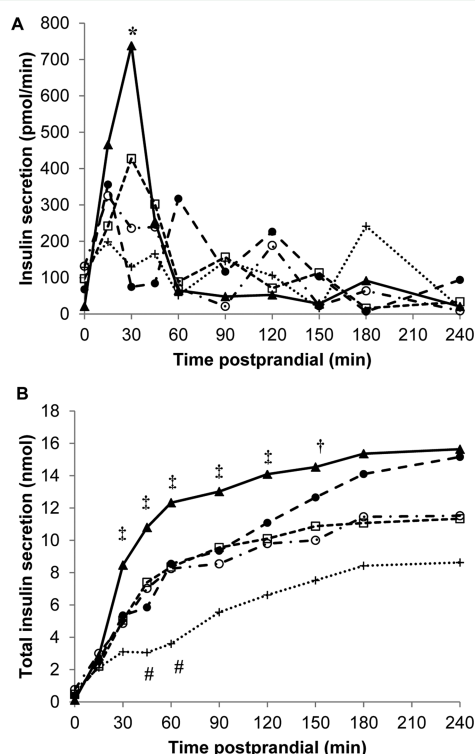 A
800
700
600
500
400
300
200
100
0
Insulin secretion (pmol/min)
*
0 30 60 90 120 150 180 210 240
Time postprandial (min)
B
18
16
14
12
10
8
6
4
2
0
Total insulin secretion (nmol)
‡ ‡ ‡ ‡ ‡ †
# #
0 30 60 90 120 150 180 210 240
Time postprandial (min)